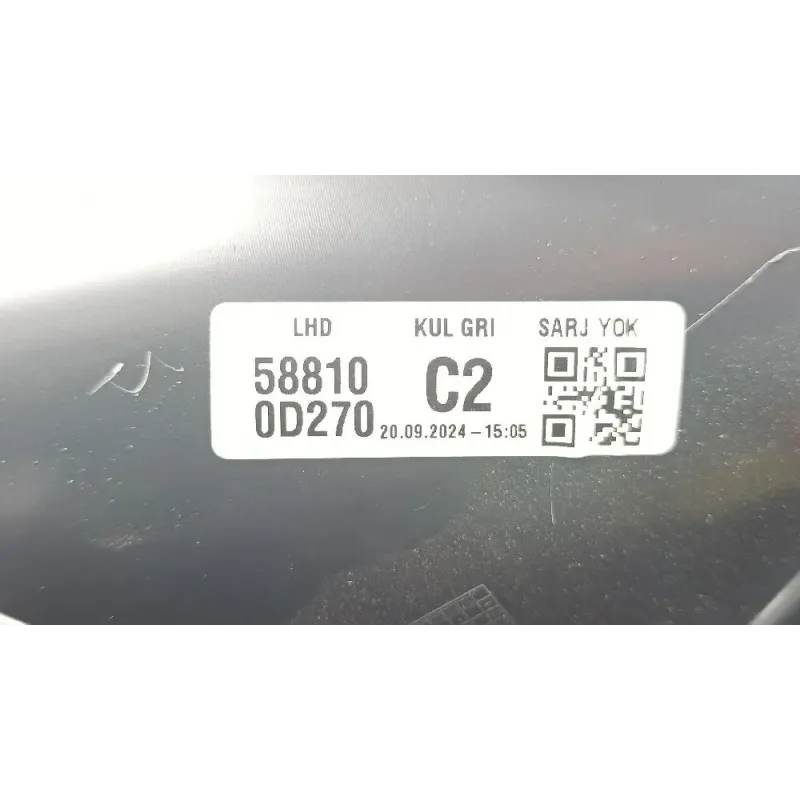 LHD KUL GRI SARJ YOK
58810 C2
0D270 20.09.2024-15:05